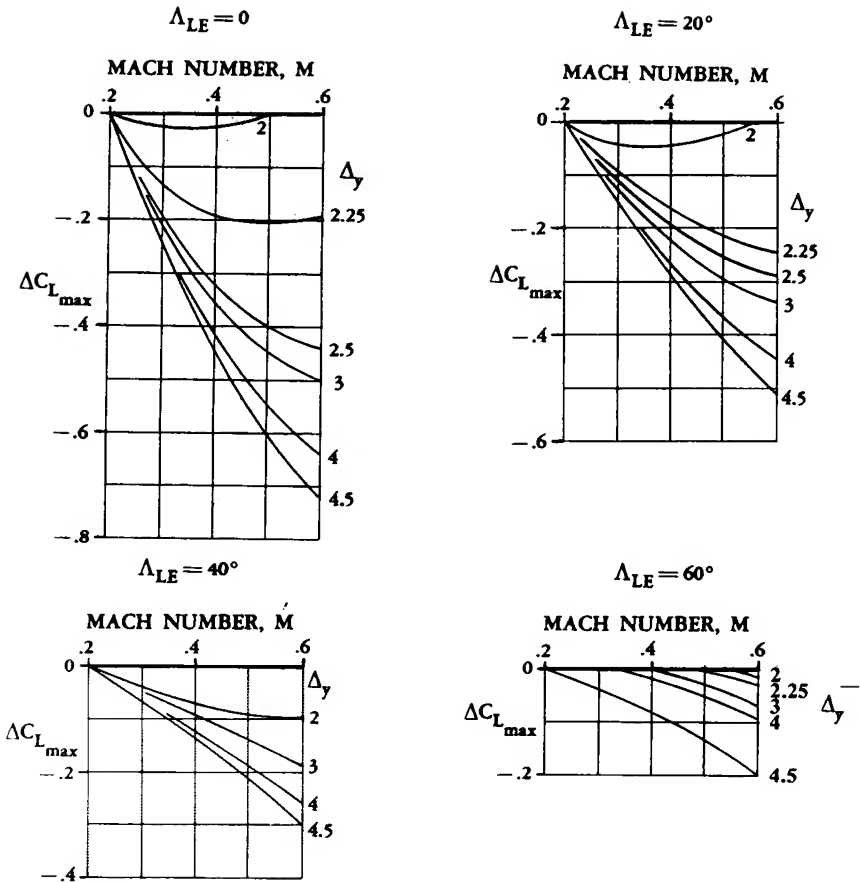 Λ_LE = 0
MACH NUMBER, M
.2 .4 .6
0
2
Δ_y
2.25
−.2
ΔC_L_max
2.5
−.4
3
−.6
4
4.5
−.8
Λ_LE = 20°
MACH NUMBER, M
.2 .4 .6
0
2
Δ_y
−.2
2.25
2.5
ΔC_L_max
3
−.4
4
4.5
−.6
Λ_LE = 40°
MACH NUMBER, M
.2 .4 .6
0
Δ_y
2
ΔC_L_max
3
−.2
4
4.5
−.4
Λ_LE = 60°
MACH NUMBER, M
.2 .4 .6
0
2
2.25
3
ΔC_L_max
4
Δ_y
−.2
4.5